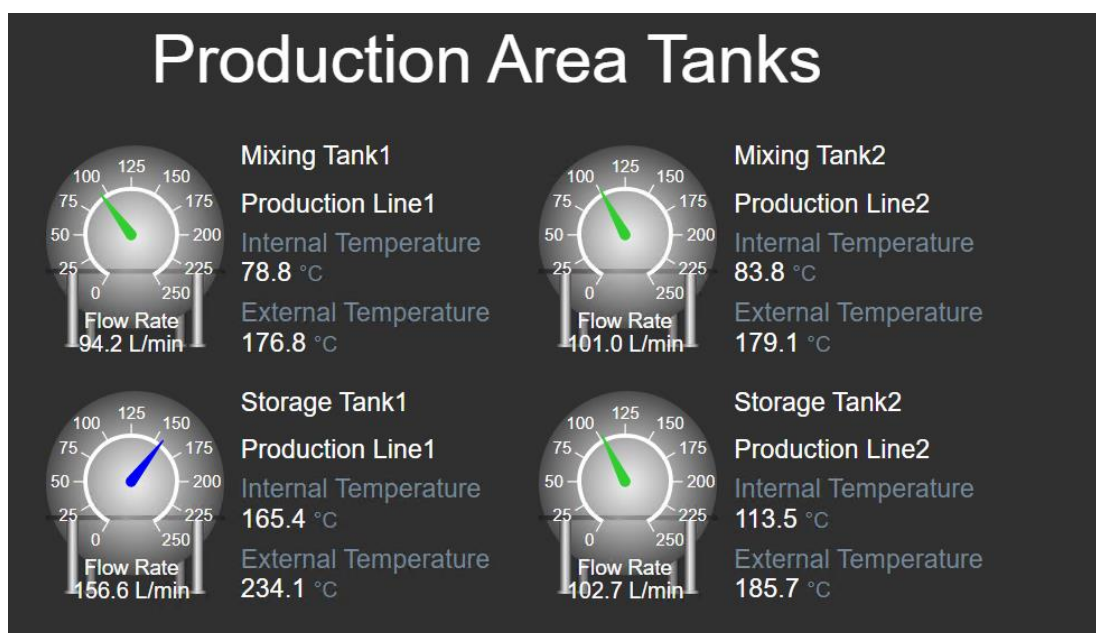 Production Area Tanks
0
25
50
75
100
125
150
175
200
225
250
Flow Rate
94.2 L/min
Mixing Tank1
Production Line1
Internal Temperature
78.8 °C
External Temperature
176.8 °C
0
25
50
75
100
125
150
175
200
225
250
Flow Rate
101.0 L/min
Mixing Tank2
Production Line2
Internal Temperature
83.8 °C
External Temperature
179.1 °C
0
25
50
75
100
125
150
175
200
225
250
Flow Rate
156.6 L/min
Storage Tank1
Production Line1
Internal Temperature
165.4 °C
External Temperature
234.1 °C
0
25
50
75
100
125
150
175
200
225
250
Flow Rate
102.7 L/min
Storage Tank2
Production Line2
Internal Temperature
113.5 °C
External Temperature
185.7 °C